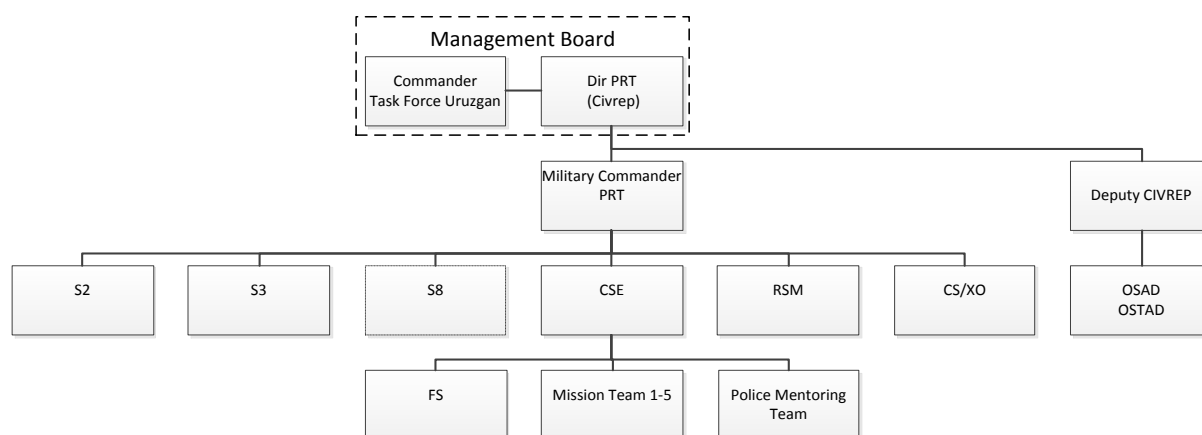 Management Board
Commander
Task Force Uruzgan
Dir PRT
(Civrep)
Military Commander
PRT
Deputy CIVREP
S2
S3
S8
CSE
RSM
CS/XO
OSAD
OSTAD
FS
Mission Team 1-5
Police Mentoring
Team